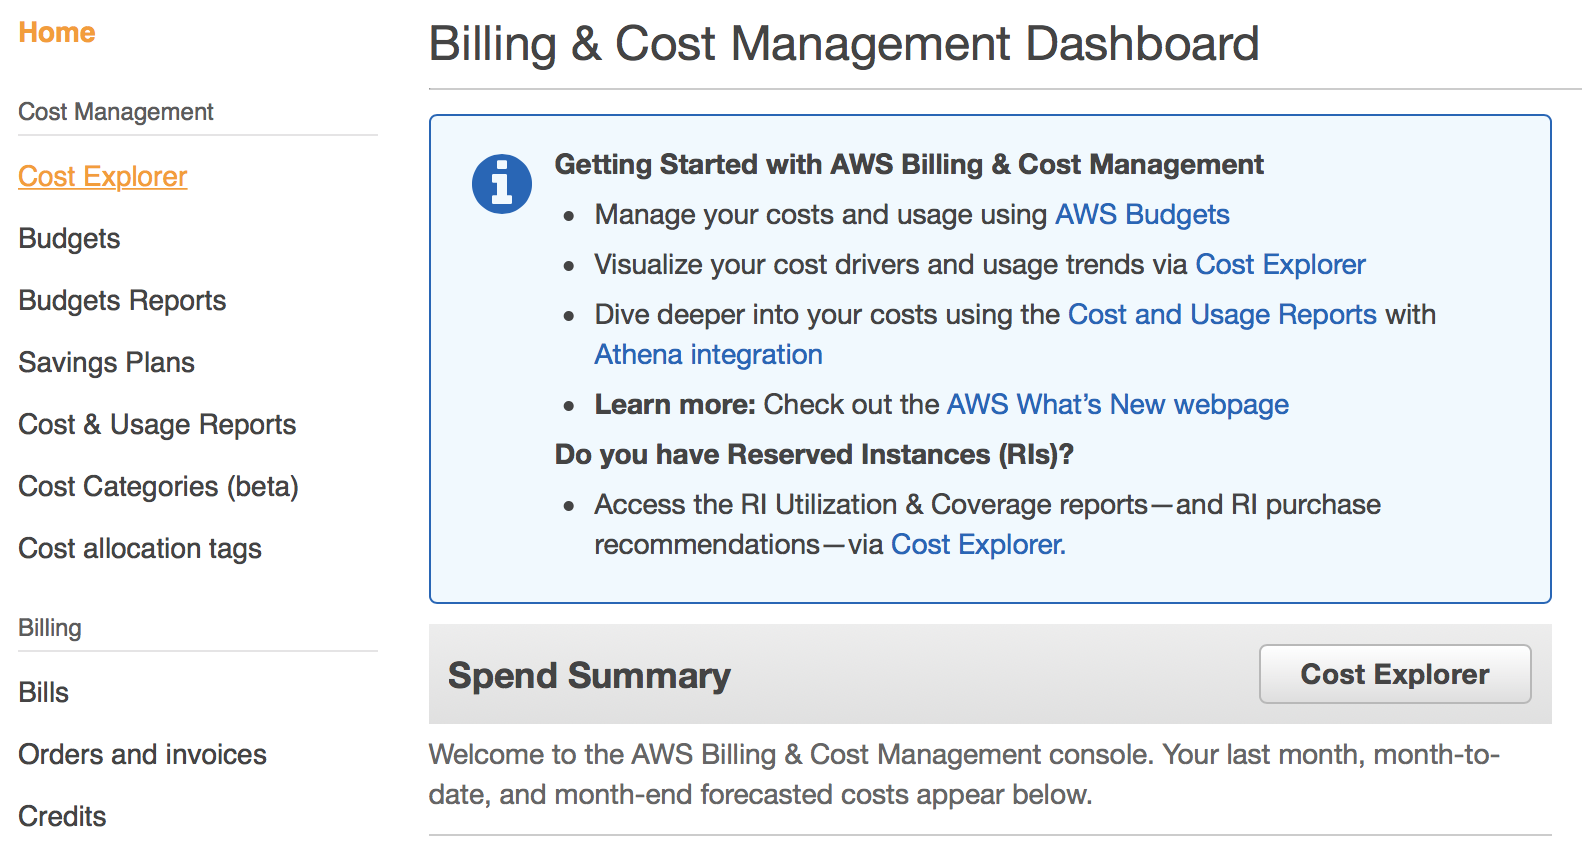 Home
Cost Management
Cost Explorer
Budgets
Budgets Reports
Savings Plans
Cost & Usage Reports
Cost Categories (beta)
Cost allocation tags
Billing
Bills
Orders and invoices
Credits
Billing & Cost Management Dashboard
Getting Started with AWS Billing & Cost Management
• Manage your costs and usage using AWS Budgets
• Visualize your cost drivers and usage trends via Cost Explorer
• Dive deeper into your costs using the Cost and Usage Reports with
Athena integration
• Learn more: Check out the AWS What’s New webpage
Do you have Reserved Instances (RIs)?
• Access the RI Utilization & Coverage reports—and RI purchase
recommendations—via Cost Explorer.
Spend Summary
Cost Explorer
Welcome to the AWS Billing & Cost Management console. Your last month, month-to-
date, and month-end forecasted costs appear below.